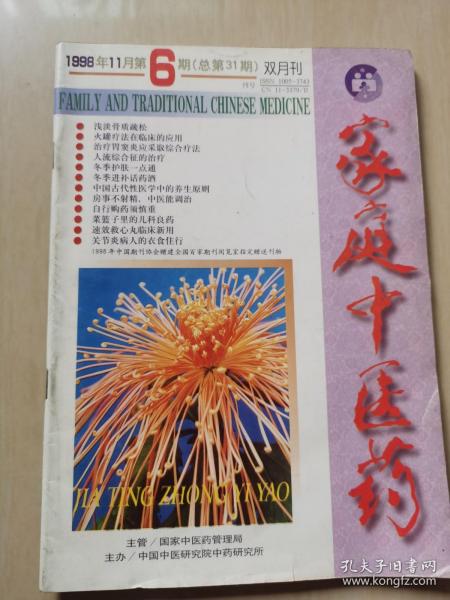 1998年11月第6期(总第31期) 双月刊
刊号 ISSN 1005-3743
CN 11-3379/R
FAMILY AND TRADITIONAL CHINESE MEDICINE
● 浅谈骨质疏松
● 火罐疗法在临床的应用
● 治疗胃窦炎应采取综合疗法
● 人流综合征的治疗
● 冬季护肤一点通
● 冬季进补话药酒
● 中国古代性医学中的养生原则
● 房事不射精,中医能调治
● 自行购药须慎重
● 菜篮子里的儿科良药
● 速效救心丸临床新用
● 关节炎病人的衣食住行
1998年中国期刊协会赠建全国百家期刊阅览室指定赠送刊物
家庭中医药
JIA TING ZHONG YI YAO
主管/国家中医药管理局
主办/中国中医研究院中药研究所
孔夫子旧书网
www.kongfz.com